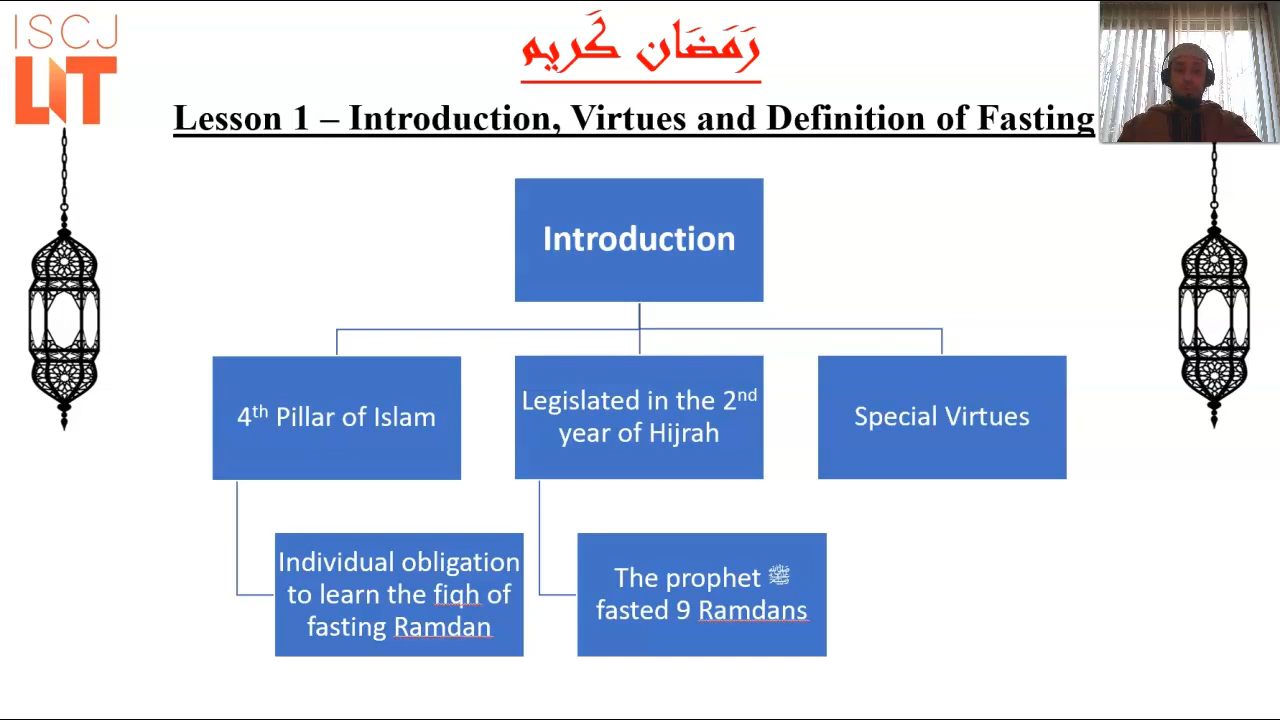 ISCJ
LIT
رَمَضَان كَريم
Lesson 1 – Introduction, Virtues and Definition of Fasting
Introduction
4th Pillar of Islam
Legislated in the 2nd
year of Hijrah
Special Virtues
Individual obligation
to learn the fiqh of
fasting Ramdan
The prophet ﷺ
fasted 9 Ramdans